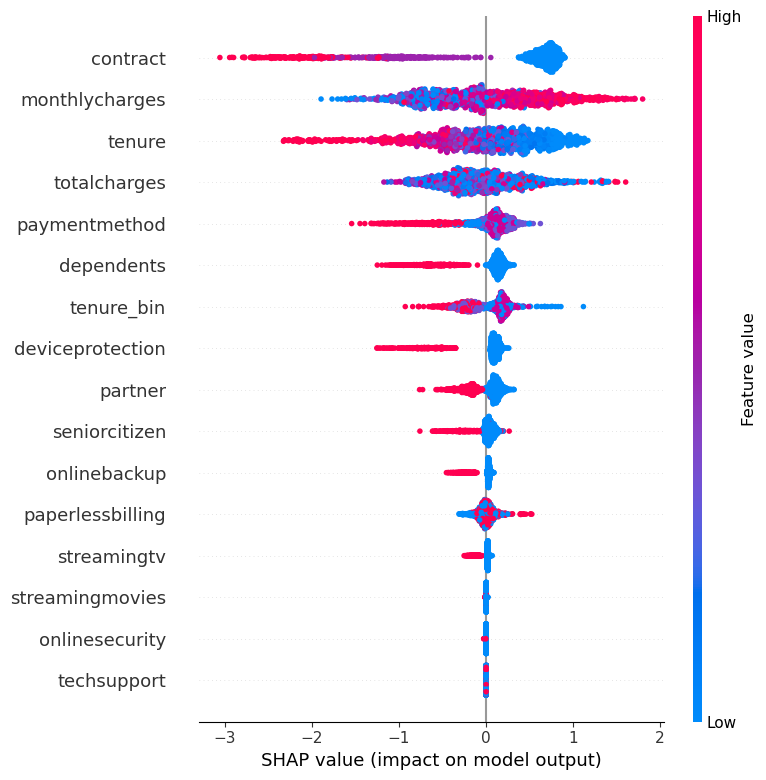 High
contract
monthlycharges
tenure
totalcharges
paymentmethod
dependents
tenure_bin
deviceprotection
partner
seniorcitizen
onlinebackup
paperlessbilling
streamingtv
streamingmovies
onlinesecurity
techsupport
Feature value
Low
−3 −2 −1 0 1 2
SHAP value (impact on model output)